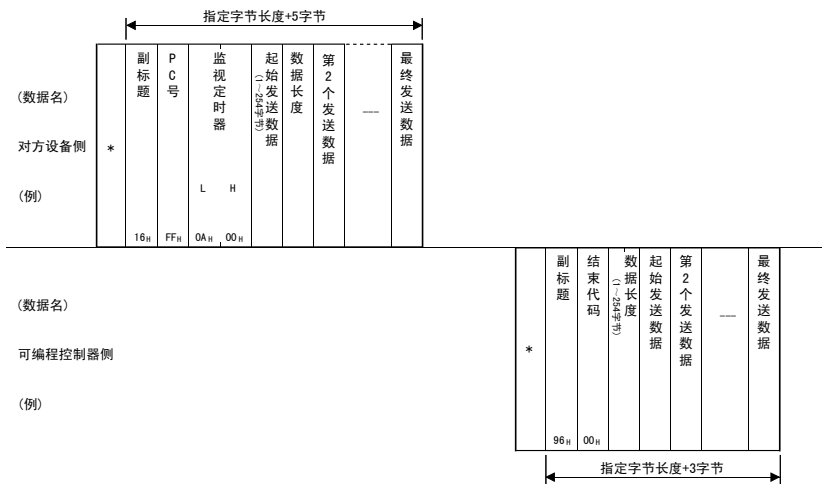 指定字节长度+5字节
(数据名)
对方设备侧
(例)
*
副标题
16H
PC号
FFH
监视定时器
L H
0AH 00H
起始发送数据
(1~254字节)
数据长度
第2个发送数据
---
最终发送数据
(数据名)
可编程控制器侧
(例)
*
副标题
96H
结束代码
00H
数据长度
(1~254字节)
起始发送数据
第2个发送数据
---
最终发送数据
指定字节长度+3字节